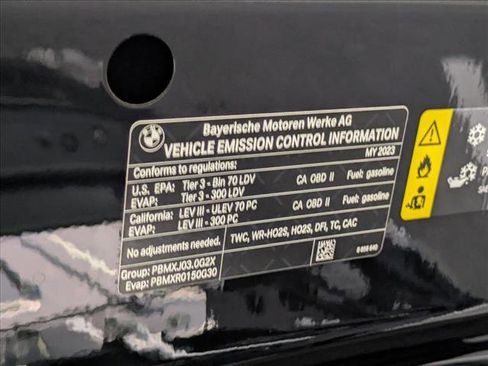 BMW
Bayerische Motoren Werke AG
VEHICLE EMISSION CONTROL INFORMATION
Conforms to regulations: MY 2023
U.S. EPA: Tier 3 - Bin 70 LDV CA OBD II Fuel: gasoline
EVAP: Tier 3 - 300 LDV
California: LEV III - ULEV 70 PC CA OBD II Fuel: gasoline
EVAP: LEV III - 300 PC
No adjustments needed. TWC, WR-HO2S, HO2S, DFI, TC, CAC
Group: PBMXJ03.0G2X
Evap: PBMXR0150G30